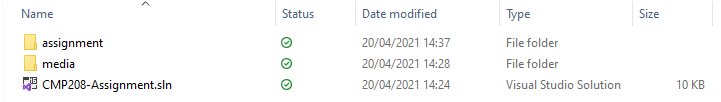 Name Status Date modified Type Size
assignment 20/04/2021 14:37 File folder
media 20/04/2021 14:28 File folder
CMP208-Assignment.sln 20/04/2021 14:24 Visual Studio Solution 10 KB